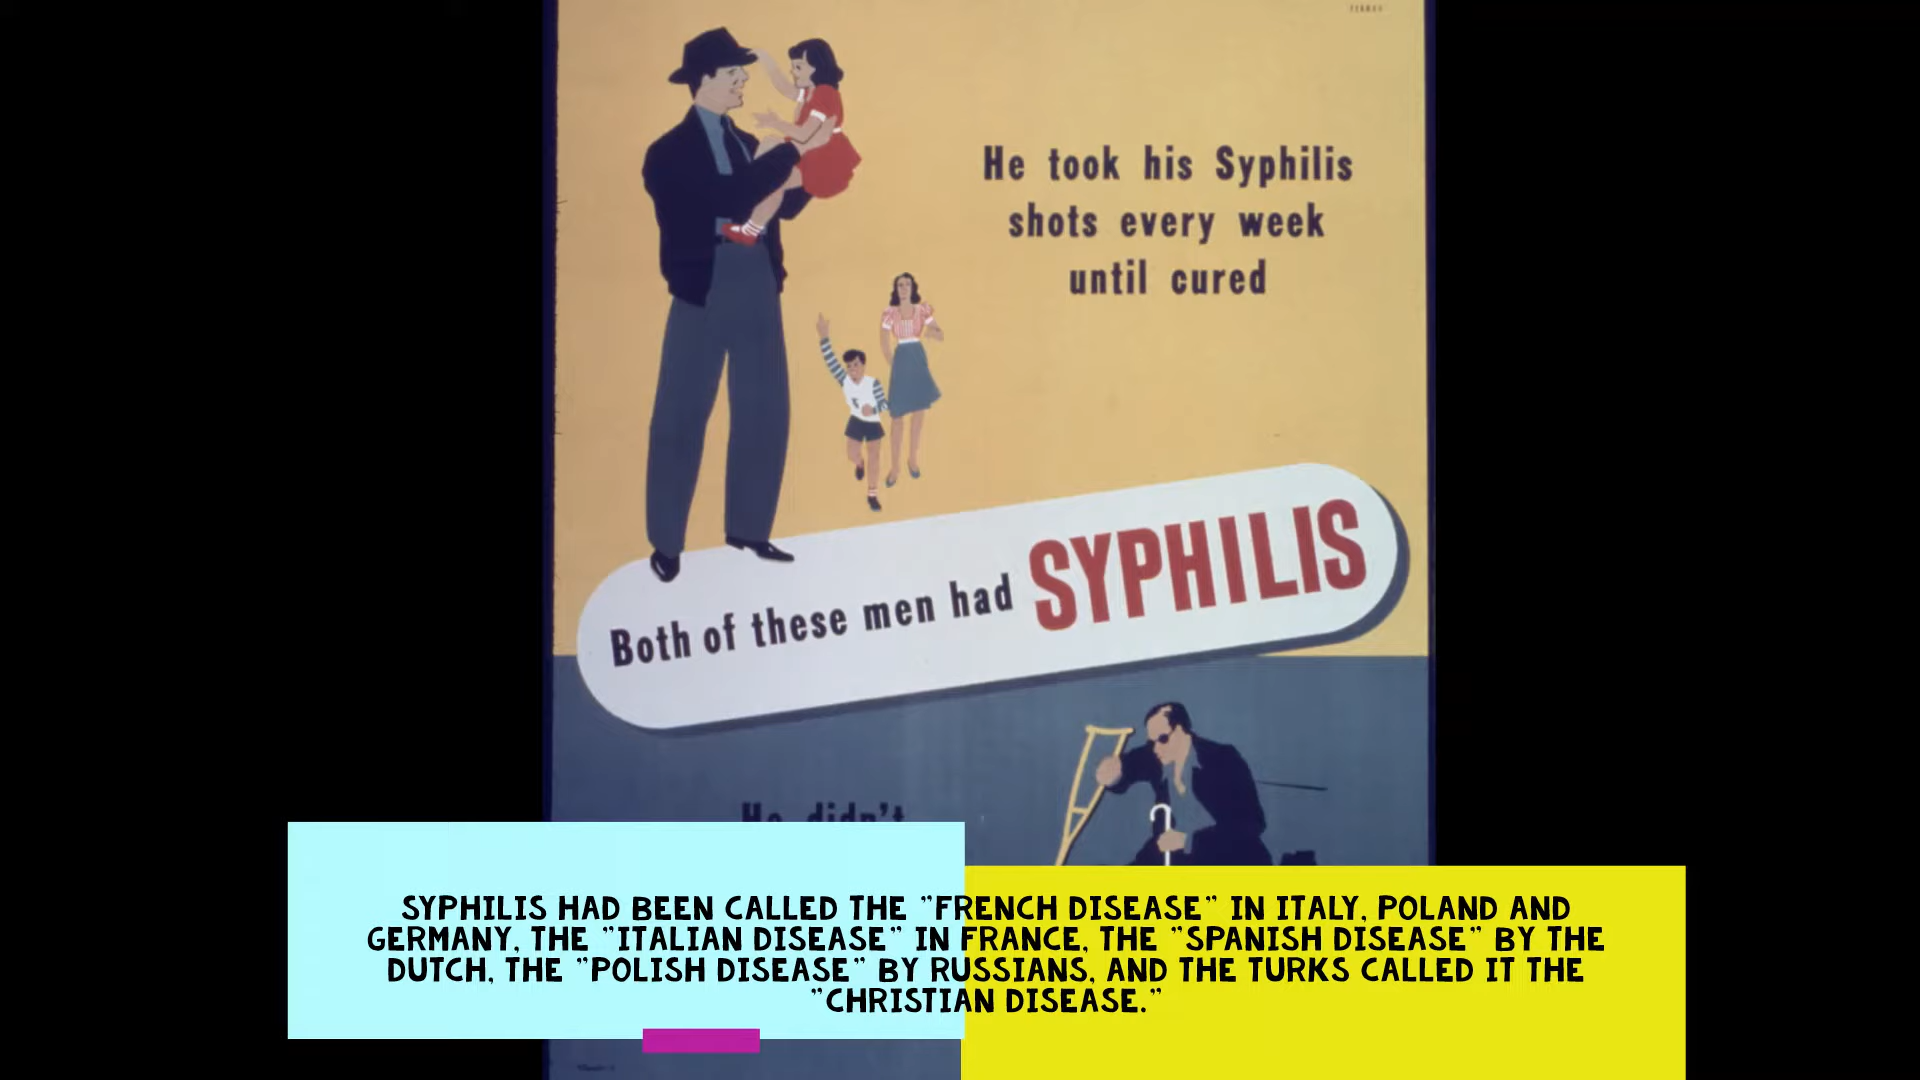 He took his Syphilis
shots every week
until cured
Both of these men had SYPHILIS
He didn't
SYPHILIS HAD BEEN CALLED THE "FRENCH DISEASE" IN ITALY, POLAND AND
GERMANY, THE "ITALIAN DISEASE" IN FRANCE, THE "SPANISH DISEASE" BY THE
DUTCH, THE "POLISH DISEASE" BY RUSSIANS, AND THE TURKS CALLED IT THE
"CHRISTIAN DISEASE."